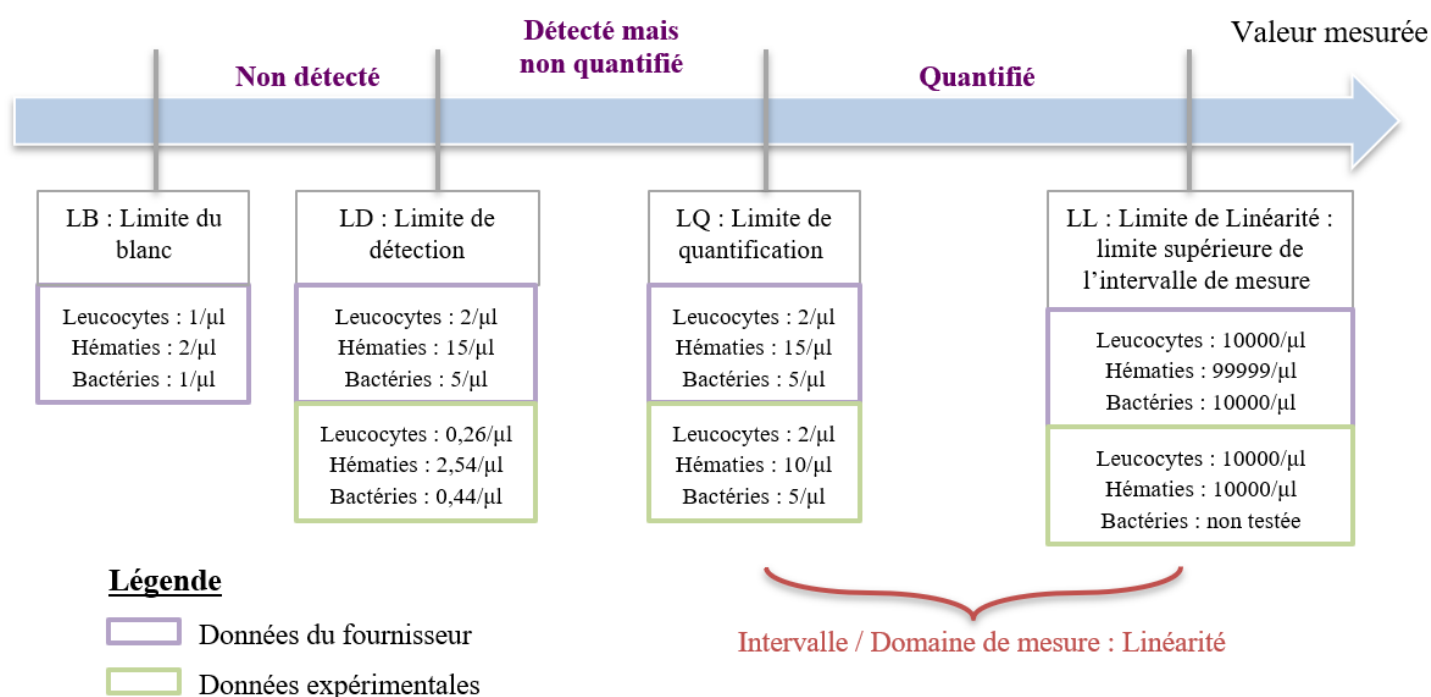 Détecté mais
non quantifié
Valeur mesurée
Non détecté
Quantifié
LB : Limite du
blanc
Leucocytes : 1/µl
Hématies : 2/µl
Bactéries : 1/µl
LD : Limite de
détection
Leucocytes : 2/µl
Hématies : 15/µl
Bactéries : 5/µl
Leucocytes : 0,26/µl
Hématies : 2,54/µl
Bactéries : 0,44/µl
LQ : Limite de
quantification
Leucocytes : 2/µl
Hématies : 15/µl
Bactéries : 5/µl
Leucocytes : 2/µl
Hématies : 10/µl
Bactéries : 5/µl
LL : Limite de Linéarité :
limite supérieure de
l’intervalle de mesure
Leucocytes : 10000/µl
Hématies : 99999/µl
Bactéries : 10000/µl
Leucocytes : 10000/µl
Hématies : 10000/µl
Bactéries : non testée
Légende
Données du fournisseur
Données expérimentales
Intervalle / Domaine de mesure : Linéarité